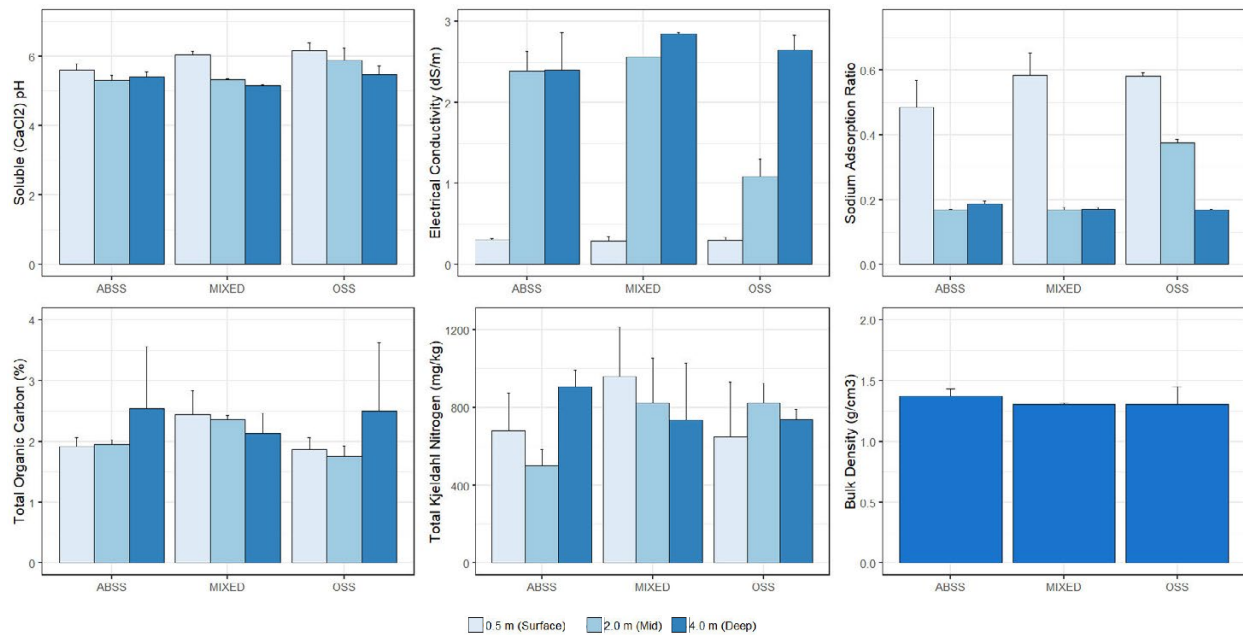 Soluble (CaCl2) pH
6
4
2
0
ABSS MIXED OSS
Electrical Conductivity (dS/m)
3
2
1
0
ABSS MIXED OSS
Sodium Adsorption Ratio
0.6
0.4
0.2
0.0
ABSS MIXED OSS
Total Organic Carbon (%)
4
3
2
1
0
ABSS MIXED OSS
Total Kjeldahl Nitrogen (mg/kg)
1200
800
400
0
ABSS MIXED OSS
Bulk Density (g/cm3)
2.0
1.5
1.0
0.5
0.0
ABSS MIXED OSS
0.5 m (Surface) 2.0 m (Mid) 4.0 m (Deep)